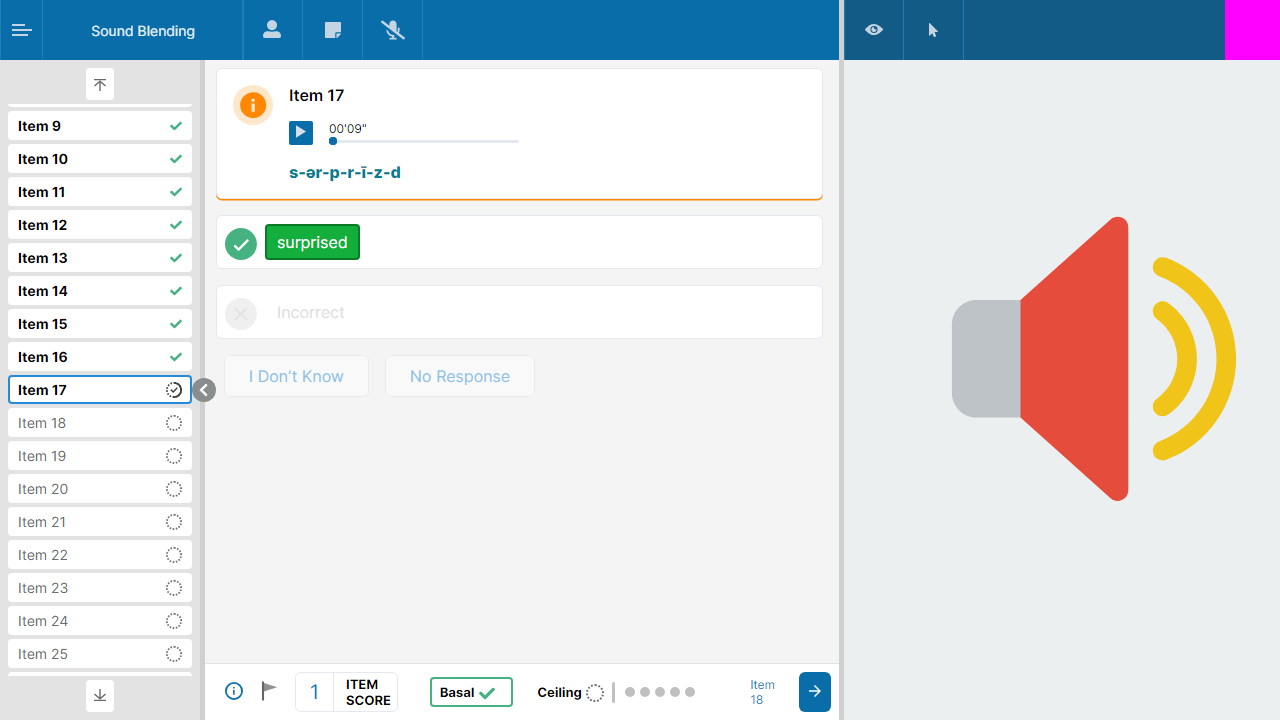 Sound Blending
Item 9
Item 10
Item 11
Item 12
Item 13
Item 14
Item 15
Item 16
Item 17
Item 18
Item 19
Item 20
Item 21
Item 22
Item 23
Item 24
Item 25
Item 17
00'09"
s-ər-p-r-ī-z-d
surprised
Incorrect
I Don't Know
No Response
1
ITEM
SCORE
Basal
Ceiling
Item
18